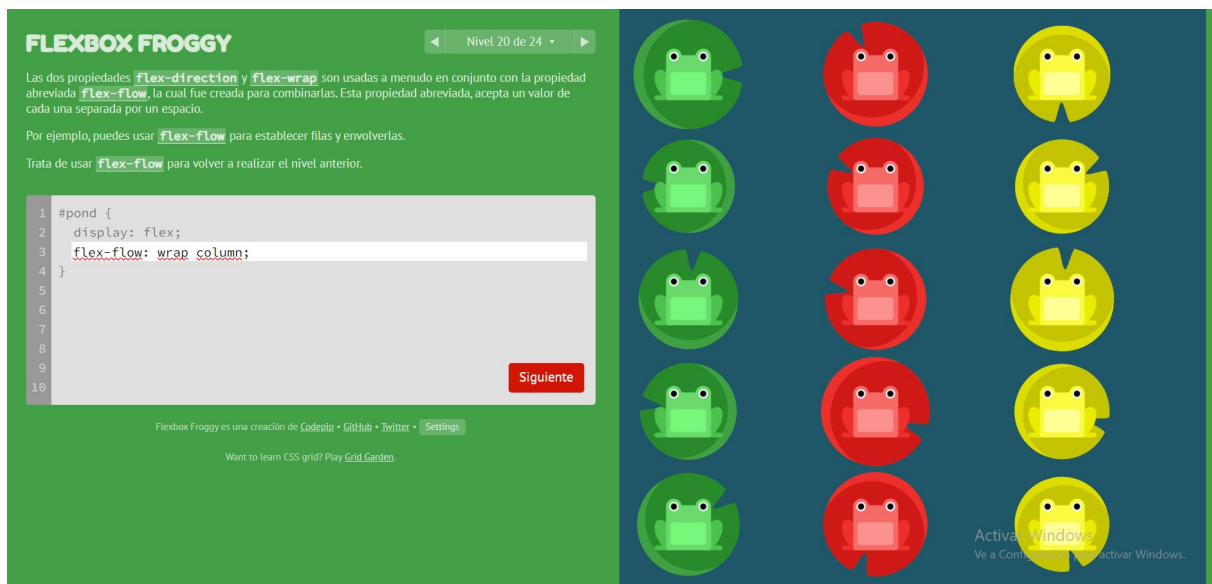 FLEXBOX FROGGY
◀ Nivel 20 de 24 ▾ ▶
Las dos propiedades flex-direction y flex-wrap son usadas a menudo en conjunto con la propiedad
abreviada flex-flow, la cual fue creada para combinarlas. Esta propiedad abreviada, acepta un valor de
cada una separada por un espacio.
Por ejemplo, puedes usar flex-flow para establecer filas y envolverlas.
Trata de usar flex-flow para volver a realizar el nivel anterior.
1 #pond {
2 display: flex;
3 flex-flow: wrap column;
4 }
5
6
7
8
9
10
Siguiente
Flexbox Froggy es una creación de Codepip • GitHub • Twitter • Settings
Want to learn CSS grid? Play Grid Garden.
Activar Windows
Ve a activar Windows.